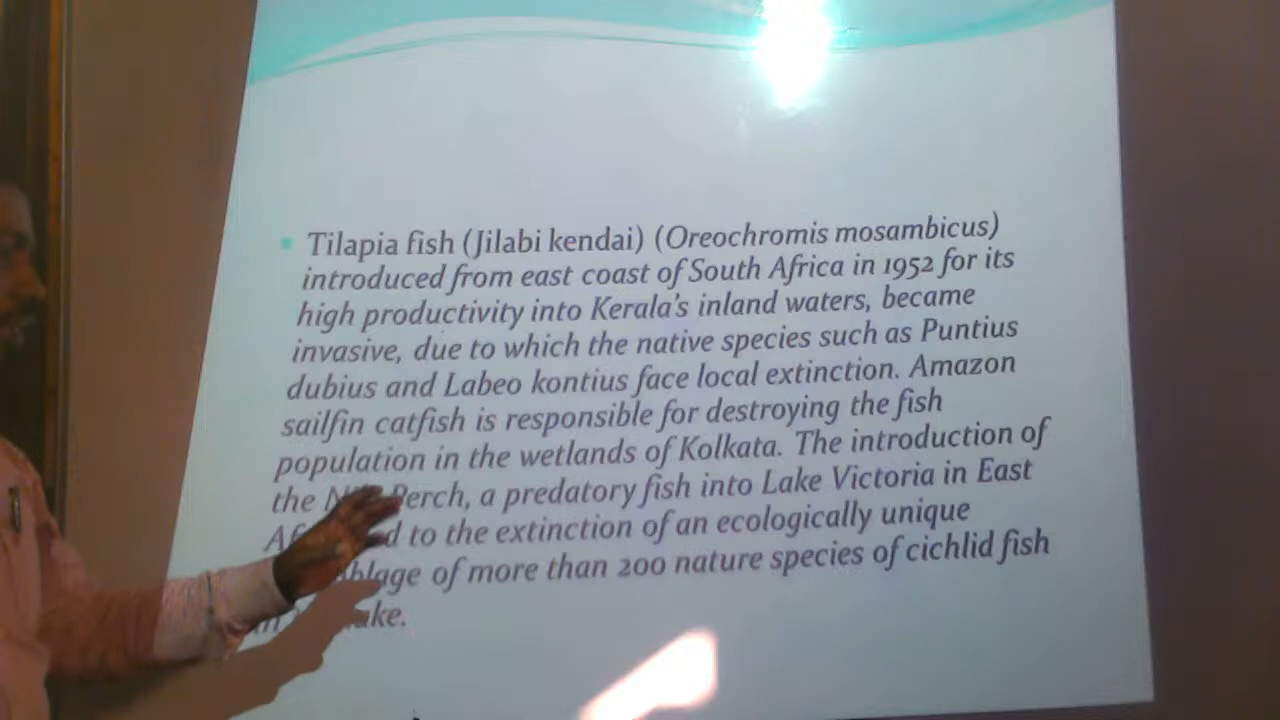 Tilapia fish (Jilabi kendai) (Oreochromis mosambicus)
introduced from east coast of South Africa in 1952 for its
high productivity into Kerala's inland waters, became
invasive, due to which the native species such as Puntius
dubius and Labeo kontius face local extinction. Amazon
sailfin catfish is responsible for destroying the fish
population in the wetlands of Kolkata. The introduction of
the Perch, a predatory fish into Lake Victoria in East
to the extinction of an ecologically unique
of more than 200 nature species of cichlid fish